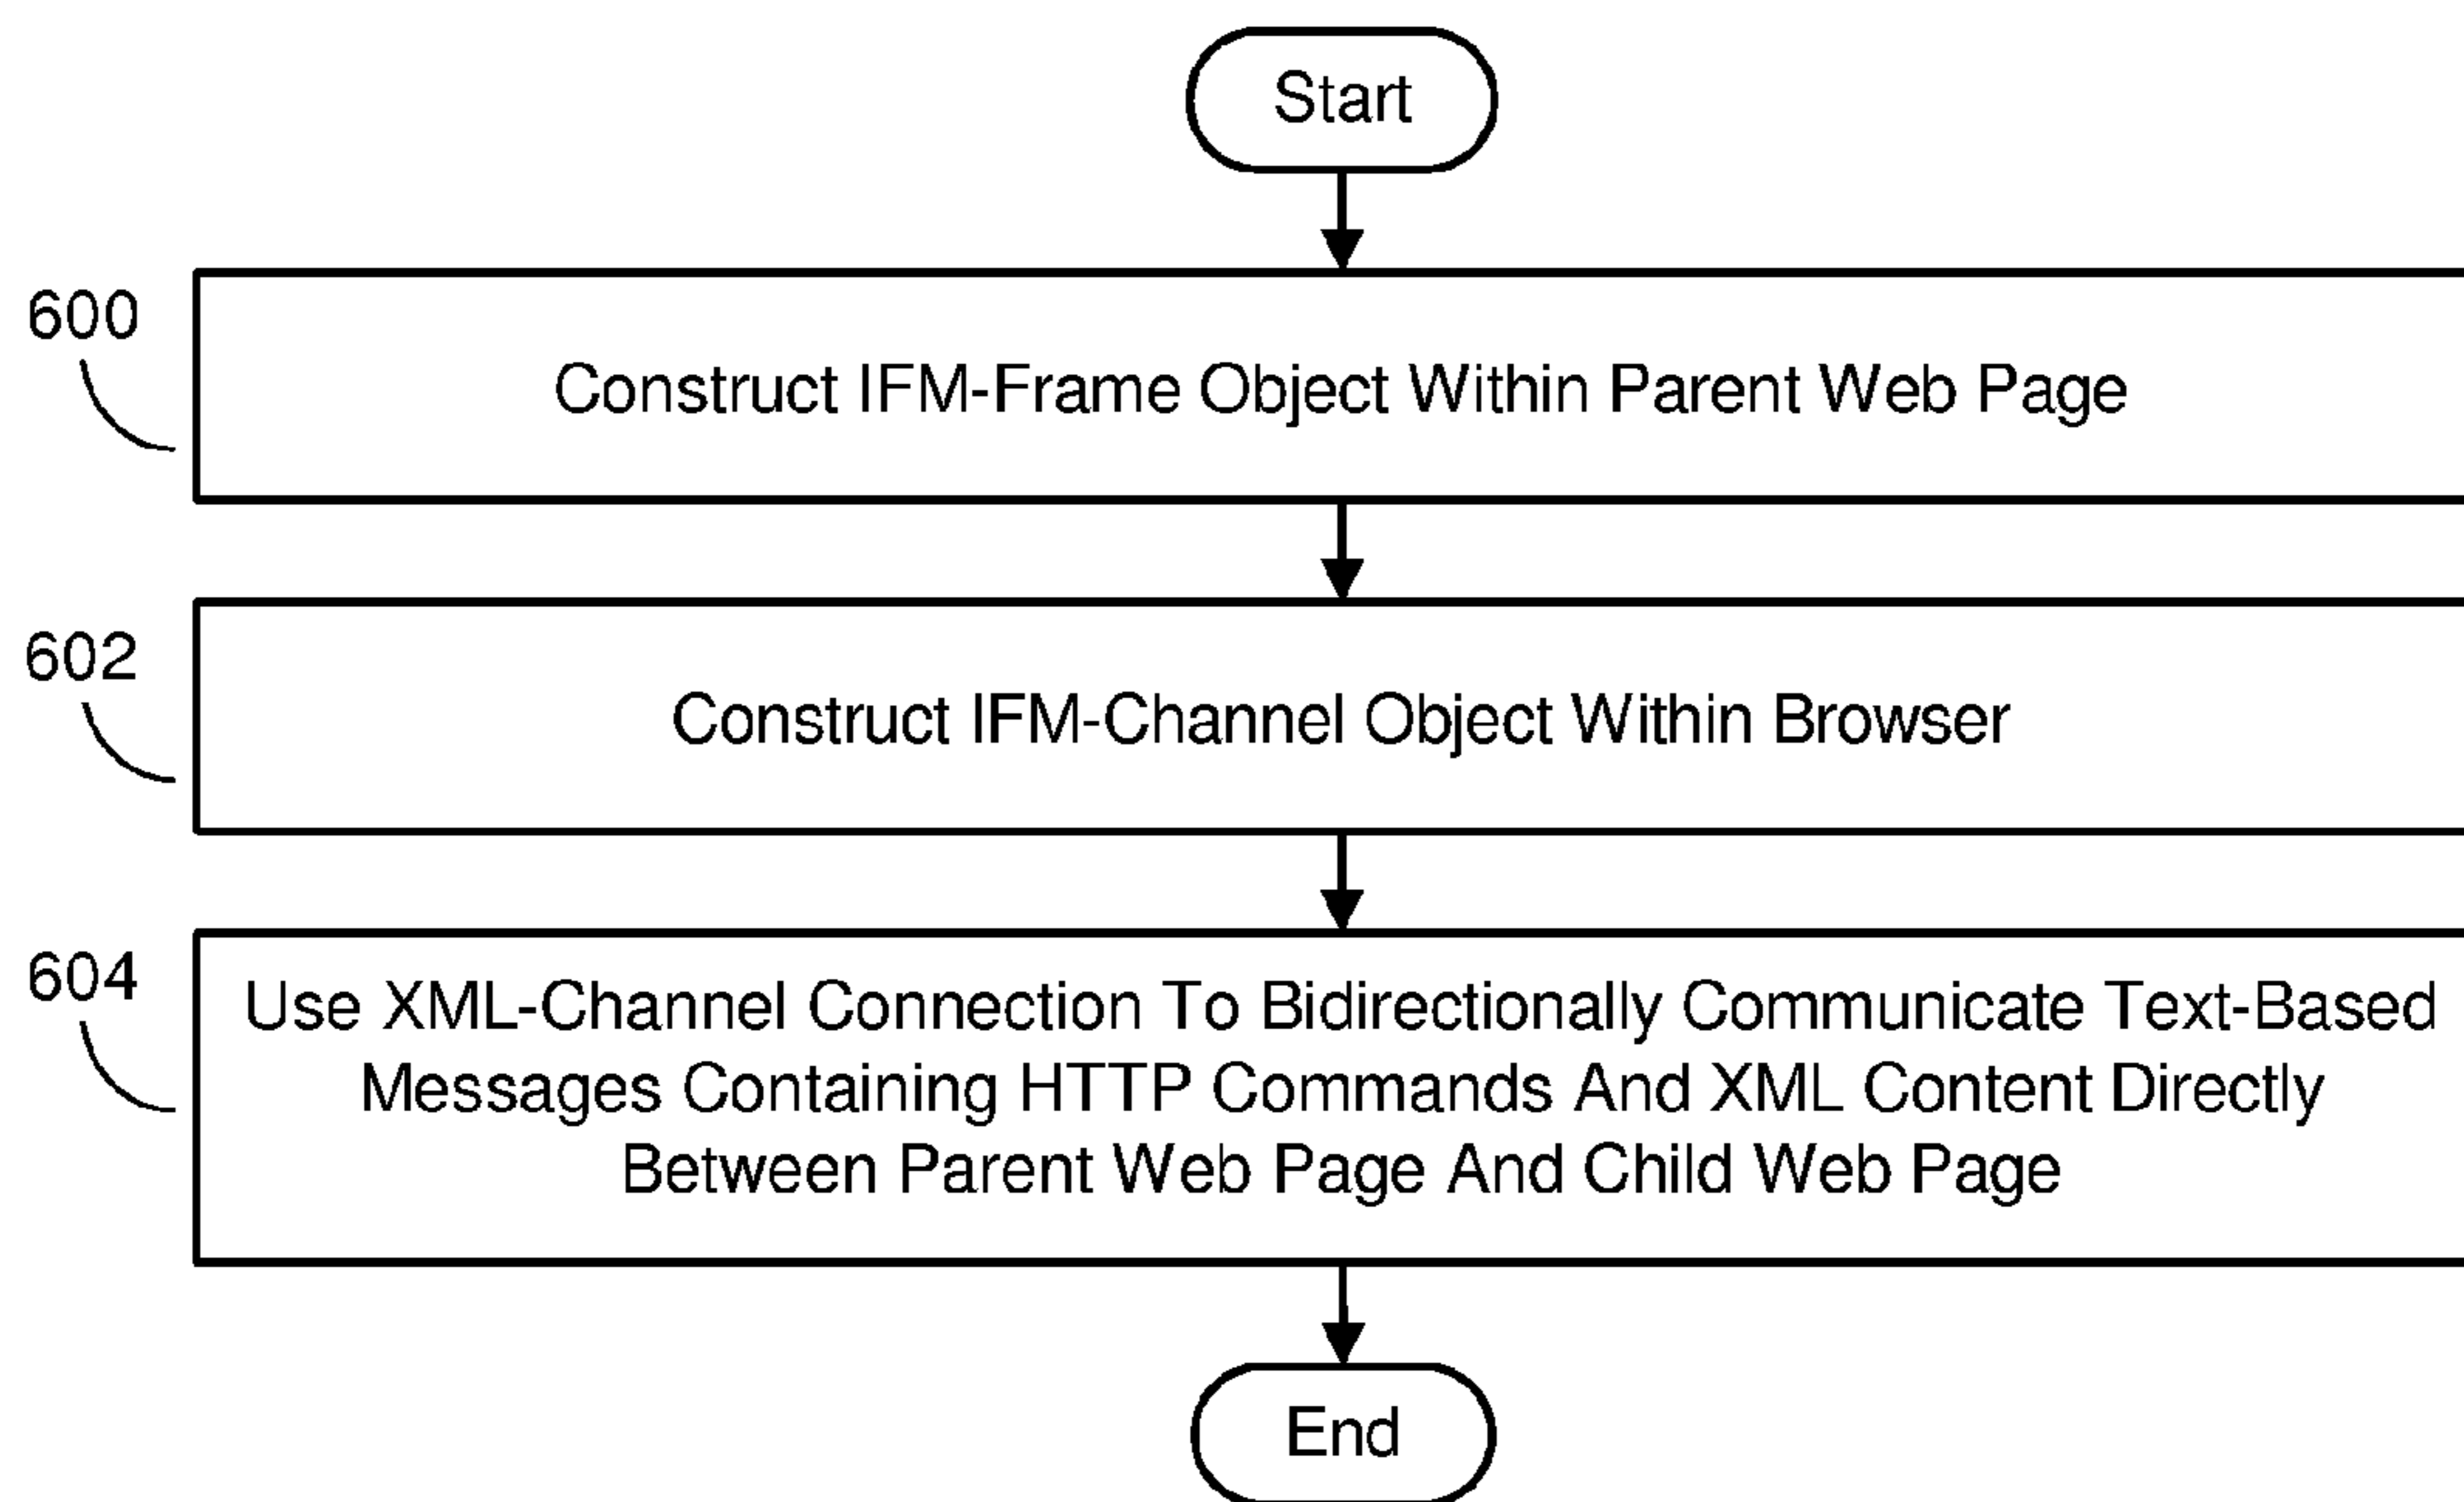 Start
600
Construct IFM-Frame Object Within Parent Web Page
602
Construct IFM-Channel Object Within Browser
604
Use XML-Channel Connection To Bidirectionally Communicate Text-Based
Messages Containing HTTP Commands And XML Content Directly
Between Parent Web Page And Child Web Page
End